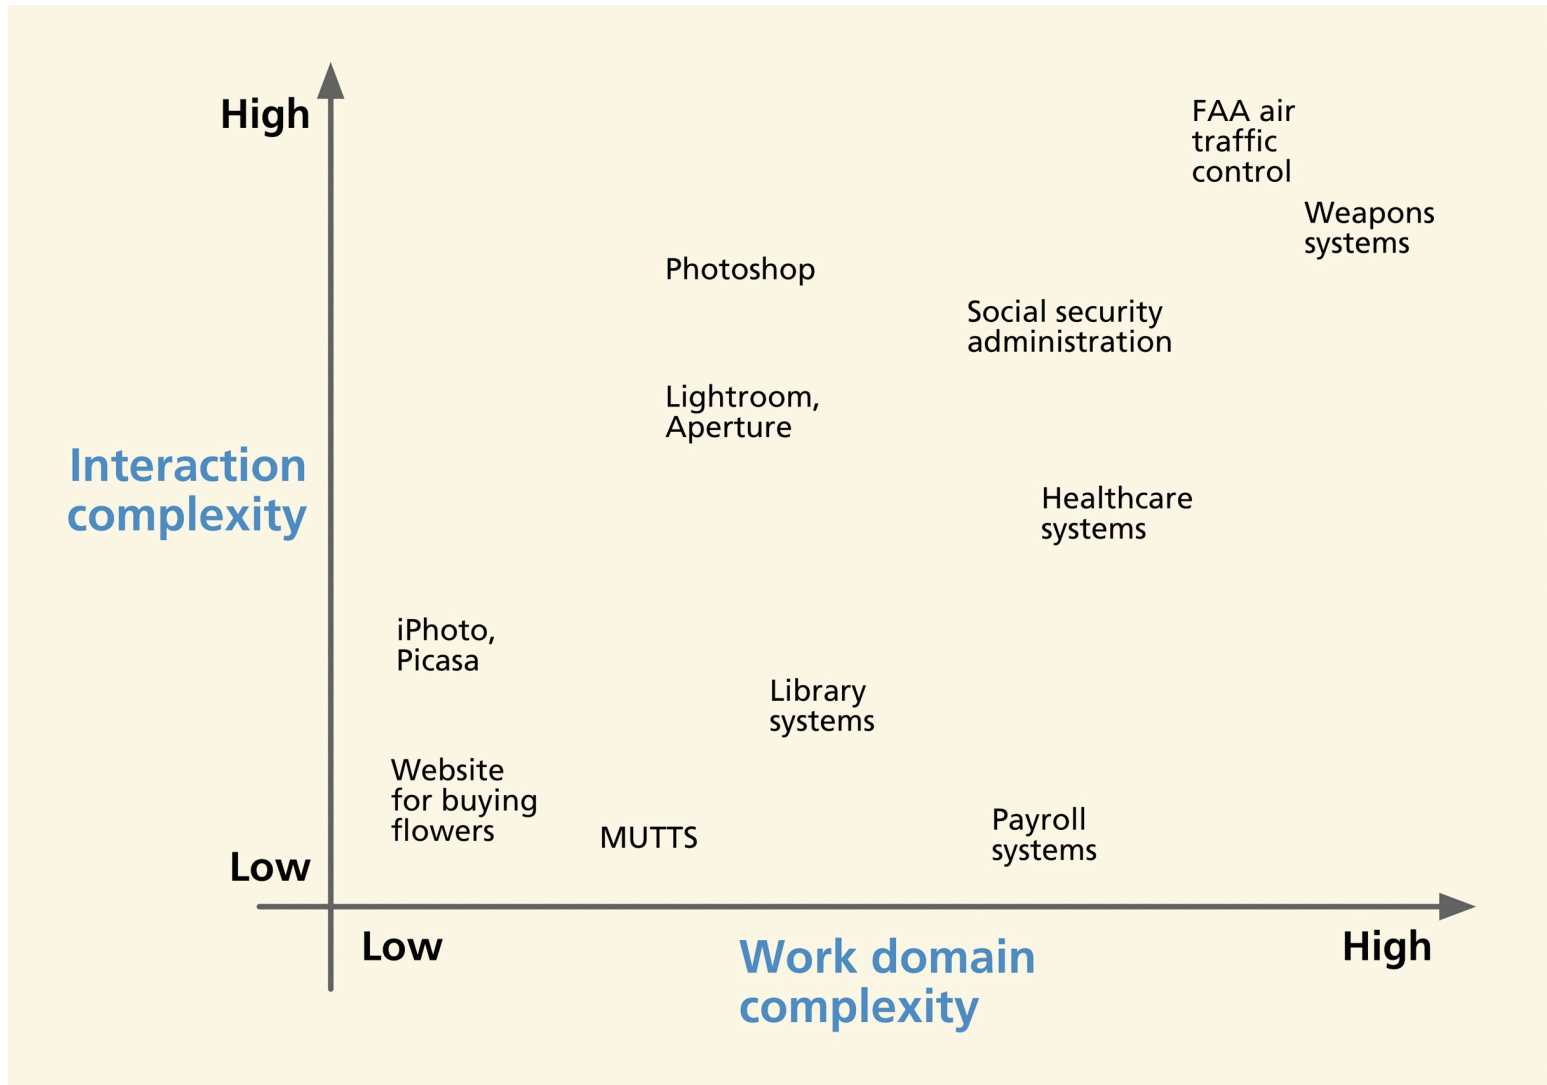 High
FAA air
traffic
control
Weapons
systems
Photoshop
Social security
administration
Lightroom,
Aperture
Interaction
complexity
Healthcare
systems
iPhoto,
Picasa
Library
systems
Website
for buying
flowers
MUTTS
Payroll
systems
Low
Low
High
Work domain
complexity